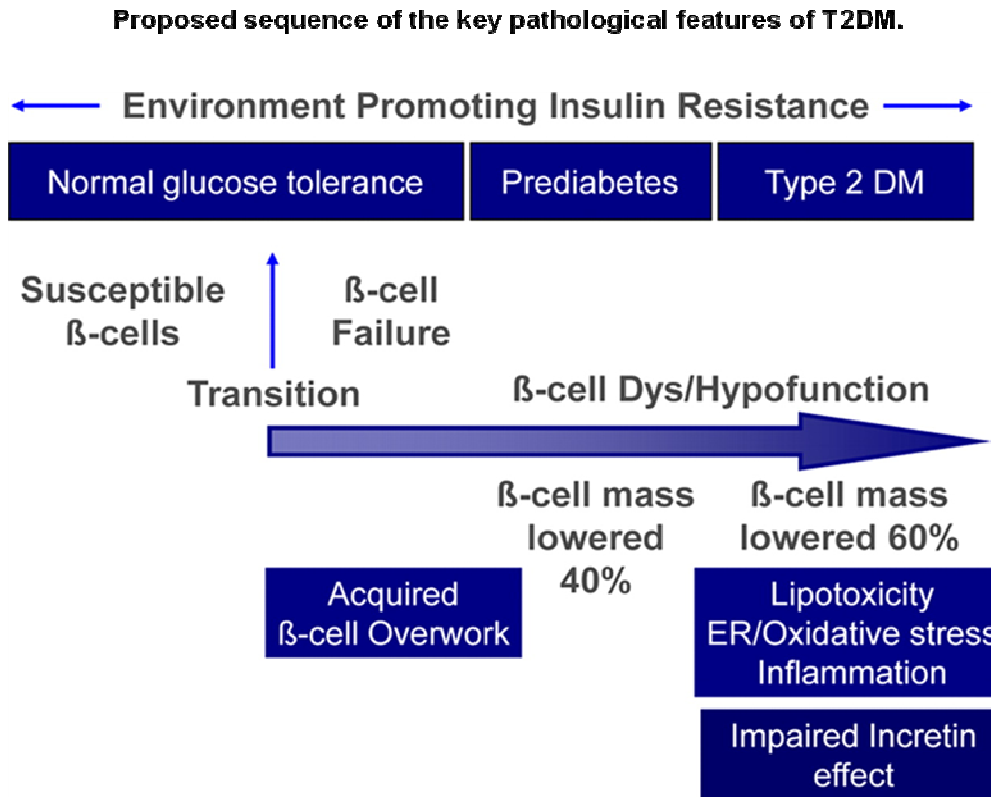 Proposed sequence of the key pathological features of T2DM.
Environment Promoting Insulin Resistance
Normal glucose tolerance
Prediabetes
Type 2 DM
Susceptible
ß-cells
ß-cell
Failure
Transition
ß-cell Dys/Hypofunction
ß-cell mass
lowered
40%
ß-cell mass
lowered 60%
Acquired
ß-cell Overwork
Lipotoxicity
ER/Oxidative stress
Inflammation
Impaired Incretin
effect